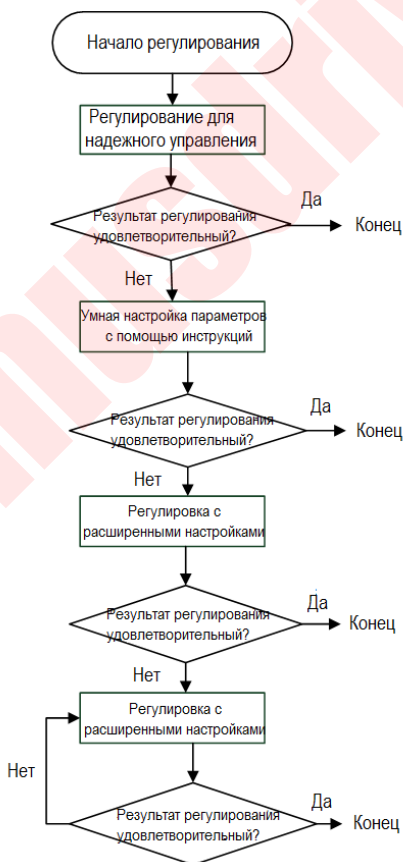 Начало регулирования
Регулирование для
надежного управления
Результат регулирования
удовлетворительный?
Да
Конец
Нет
Умная настройка параметров
с помощью инструкций
Результат регулирования
удовлетворительный?
Да
Конец
Нет
Регулировка с
расширенными настройками
Результат регулирования
удовлетворительный?
Да
Конец
Нет
Регулировка с
расширенными настройками
Нет
Результат регулирования
удовлетворительный?
Да
Конец